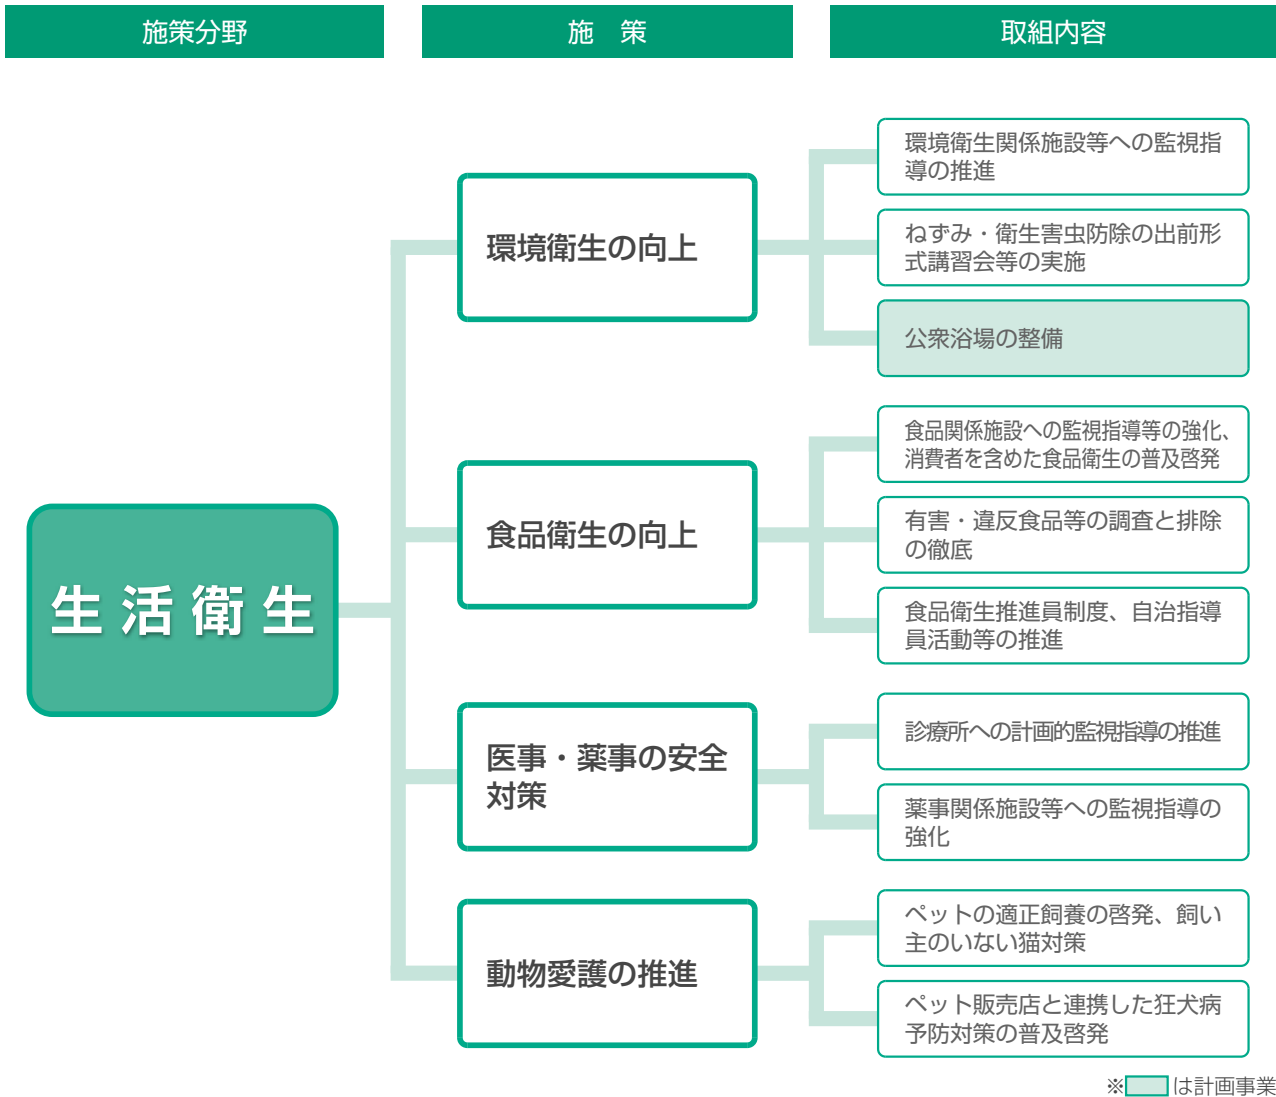 施策分野
施　策
取組内容
生活衛生
環境衛生の向上
環境衛生関係施設等への監視指
導の推進
ねずみ・衛生害虫防除の出前形
式講習会等の実施
公衆浴場の整備
食品衛生の向上
食品関係施設への監視指導等の強化、
消費者を含めた食品衛生の普及啓発
有害・違反食品等の調査と排除
の徹底
食品衛生推進員制度、自治指導
員活動等の推進
医事・薬事の安全
対策
診療所への計画的監視指導の推進
薬事関係施設等への監視指導の
強化
動物愛護の推進
ペットの適正飼養の啓発、飼い
主のいない猫対策
ペット販売店と連携した狂犬病
予防対策の普及啓発
※　は計画事業